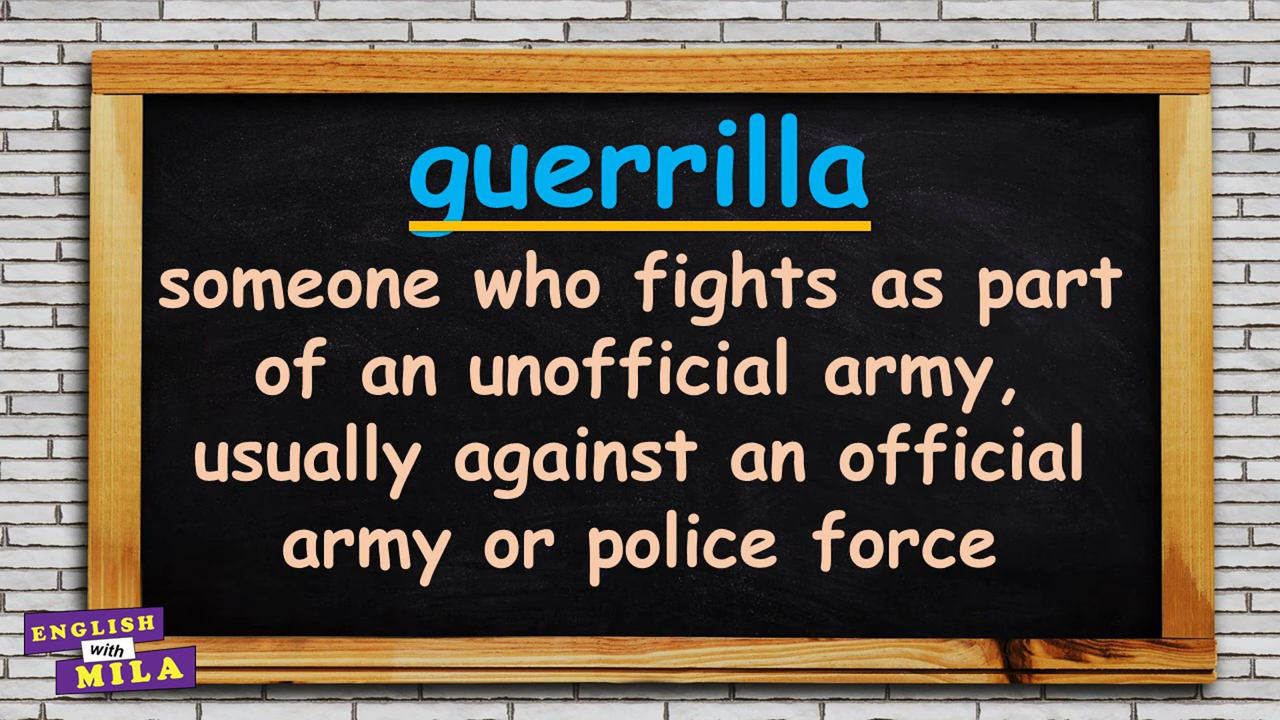 guerrilla
someone who fights as part
of an unofficial army,
usually against an official
army or police force
ENGLISH
with
MILA